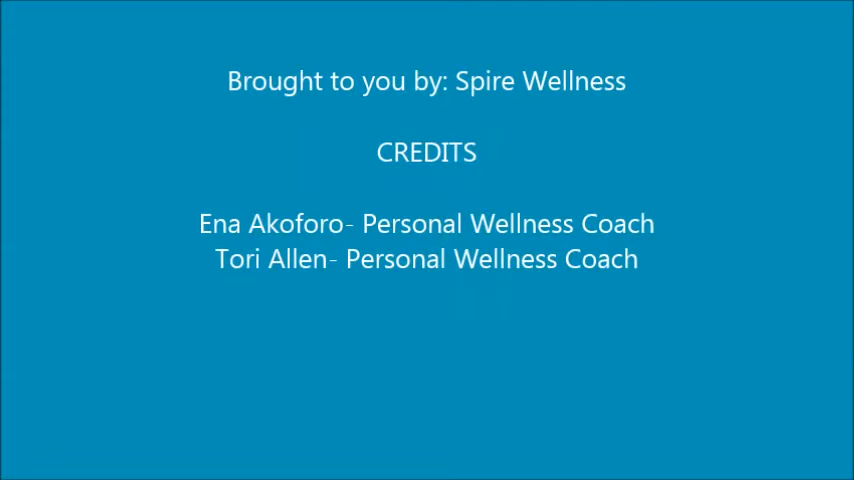 Brought to you by: Spire Wellness
CREDITS
Ena Akoforo- Personal Wellness Coach
Tori Allen- Personal Wellness Coach